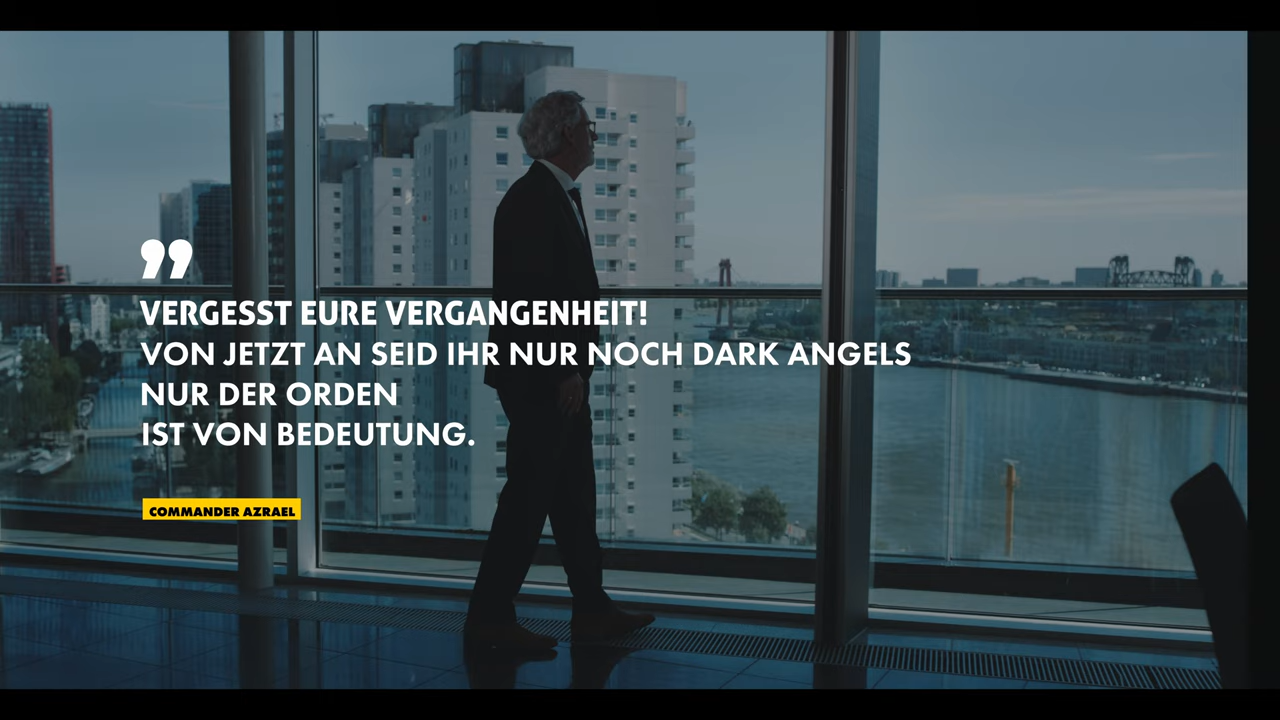 ”
VERGESST EURE VERGANGENHEIT!
VON JETZT AN SEID IHR NUR NOCH DARK ANGELS
NUR DER ORDEN
IST VON BEDEUTUNG.
COMMANDER AZRAEL